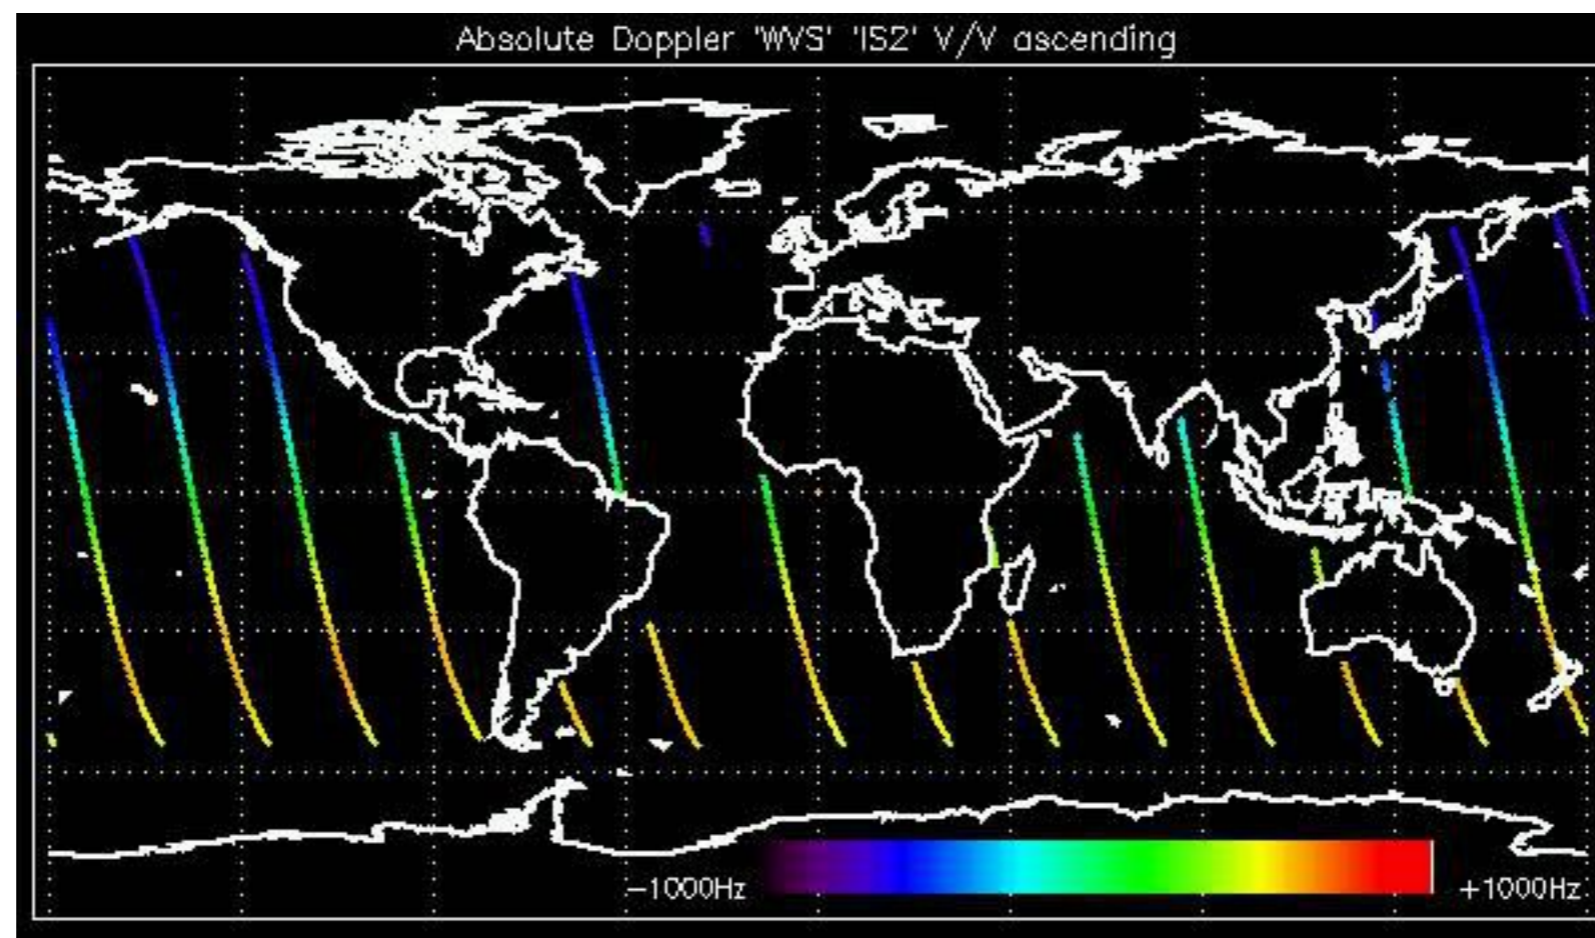 Absolute Doppler 'WVS' 'IS2' V/V ascending
-1000Hz +1000Hz